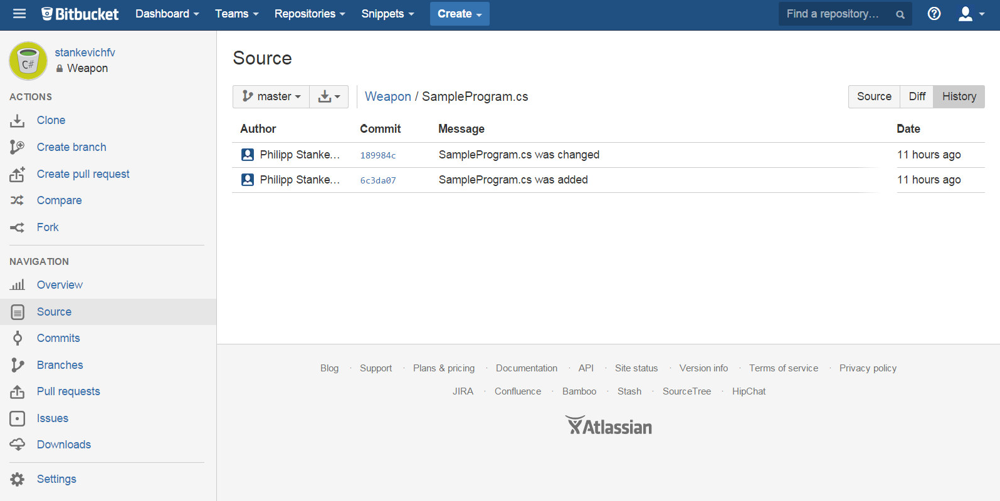 Bitbucket Dashboard Teams Repositories Snippets Create Find a repository...
stankevichfv
Weapon
C#
ACTIONS
Clone
Create branch
Create pull request
Compare
Fork
NAVIGATION
Overview
Source
Commits
Branches
Pull requests
Issues
Downloads
Settings
Source
master Weapon / SampleProgram.cs Source Diff History
Author Commit Message Date
Philipp Stanke... 189984c SampleProgram.cs was changed 11 hours ago
Philipp Stanke... 6c3da07 SampleProgram.cs was added 11 hours ago
Blog · Support · Plans & pricing · Documentation · API · Site status · Version info · Terms of service · Privacy policy
JIRA · Confluence · Bamboo · Stash · SourceTree · HipChat
Atlassian